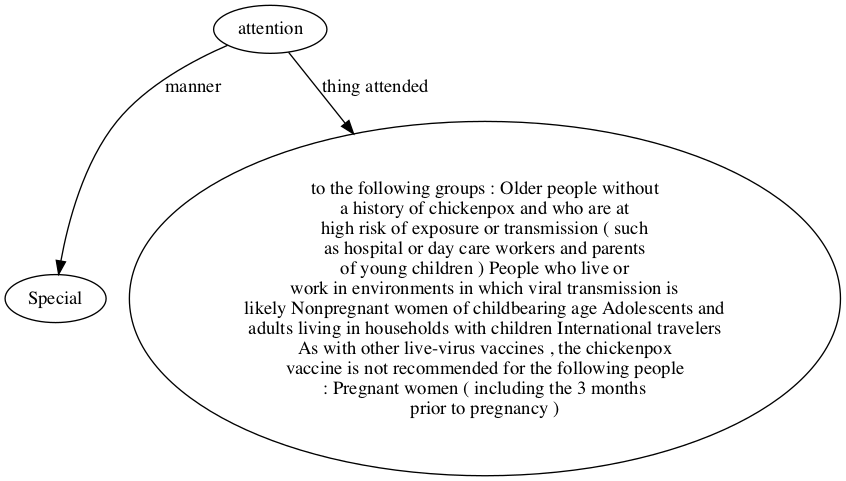 attention
manner
thing attended
to the following groups : Older people without
a history of chickenpox and who are at
high risk of exposure or transmission ( such
as hospital or day care workers and parents
of young children ) People who live or
work in environments in which viral transmission is
likely Nonpregnant women of childbearing age Adolescents and
adults living in households with children International travelers
As with other live-virus vaccines , the chickenpox
vaccine is not recommended for the following people
: Pregnant women ( including the 3 months
prior to pregnancy )
Special